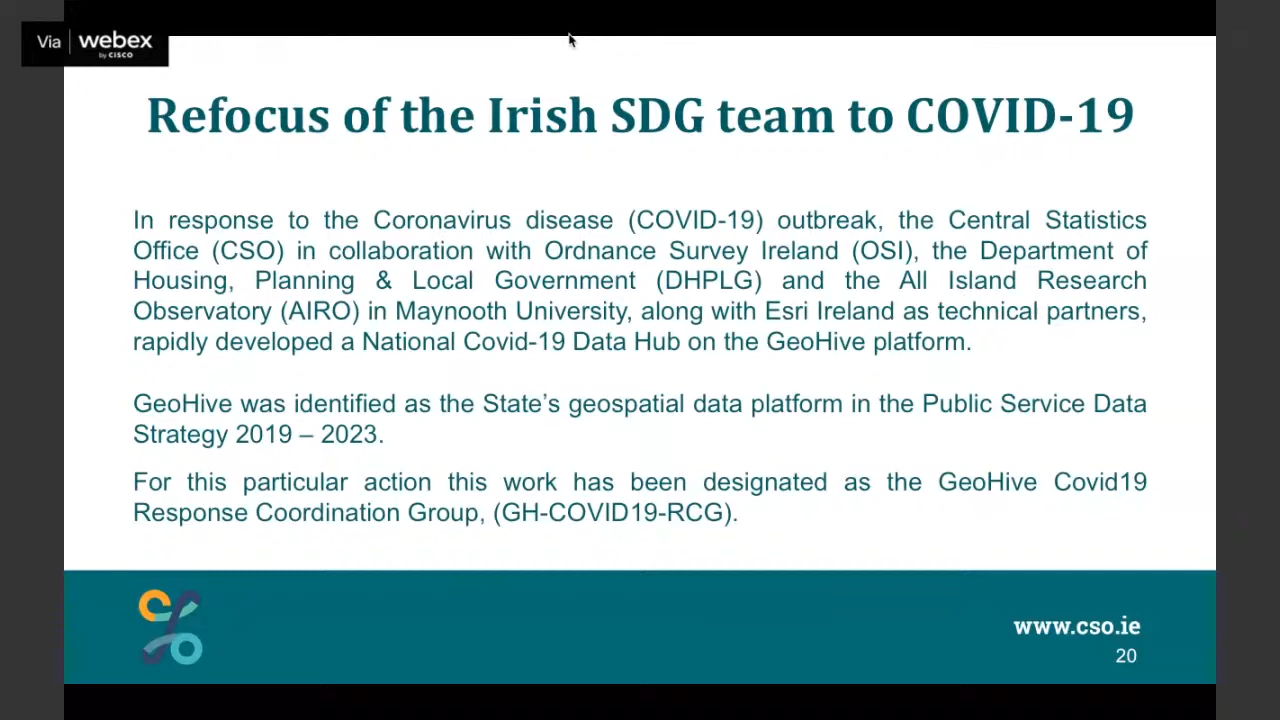 Via webex
by CISCO
Refocus of the Irish SDG team to COVID-19
In response to the Coronavirus disease (COVID-19) outbreak, the Central Statistics
Office (CSO) in collaboration with Ordnance Survey Ireland (OSI), the Department of
Housing, Planning & Local Government (DHPLG) and the All Island Research
Observatory (AIRO) in Maynooth University, along with Esri Ireland as technical partners,
rapidly developed a National Covid-19 Data Hub on the GeoHive platform.
GeoHive was identified as the State’s geospatial data platform in the Public Service Data
Strategy 2019 – 2023.
For this particular action this work has been designated as the GeoHive Covid19
Response Coordination Group, (GH-COVID19-RCG).
www.cso.ie
20